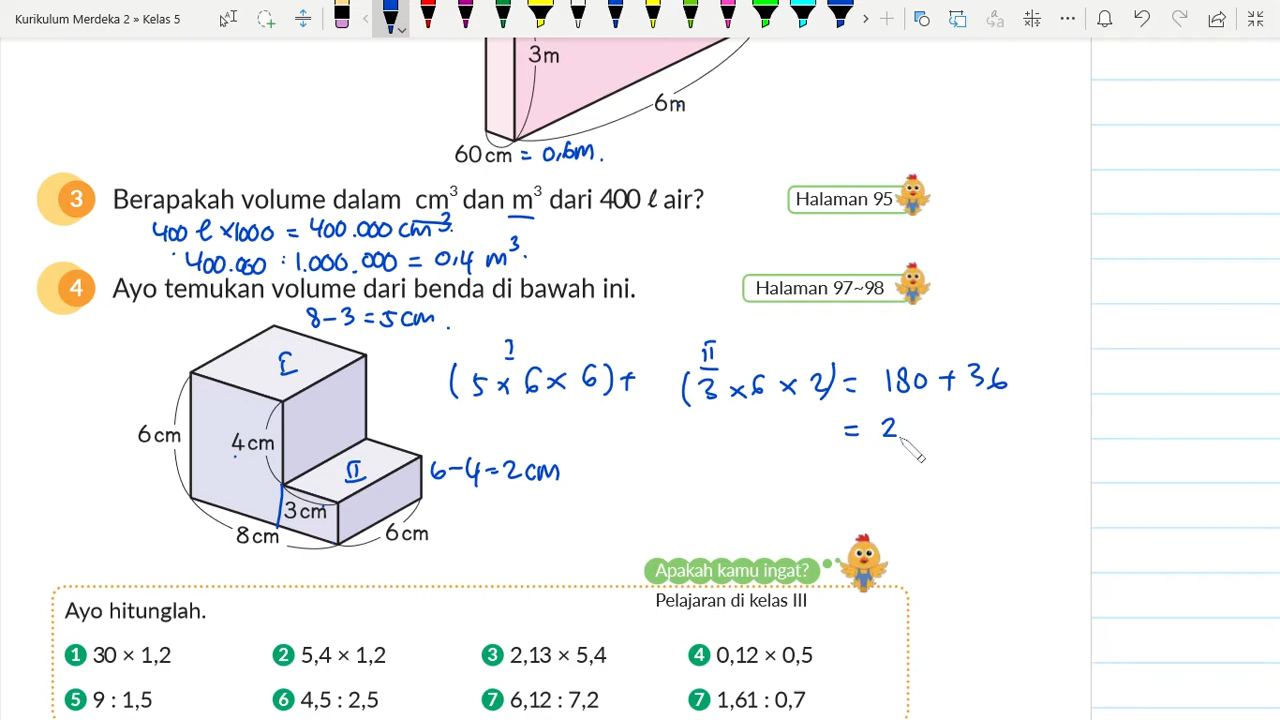 Kurikulum Merdeka 2 » Kelas 5
3m
6m
60cm = 0,6m.
3 Berapakah volume dalam cm³ dan m³ dari 400 ℓ air? Halaman 95
400 ℓ x 1000 = 400.000 cm³.
400.000 : 1.000.000 = 0,4 m³.
4 Ayo temukan volume dari benda di bawah ini. Halaman 97~98
8-3 = 5cm.
I
I II
(5 x 6 x 6) + (3 x 6 x 2) = 180 + 36
= 2
6cm
4cm
II
6-4=2cm
3cm
8cm
6cm
Apakah kamu ingat?
Pelajaran di kelas III
Ayo hitunglah.
1 30 × 1,2 2 5,4 × 1,2 3 2,13 × 5,4 4 0,12 × 0,5
5 9 : 1,5 6 4,5 : 2,5 7 6,12 : 7,2 7 1,61 : 0,7